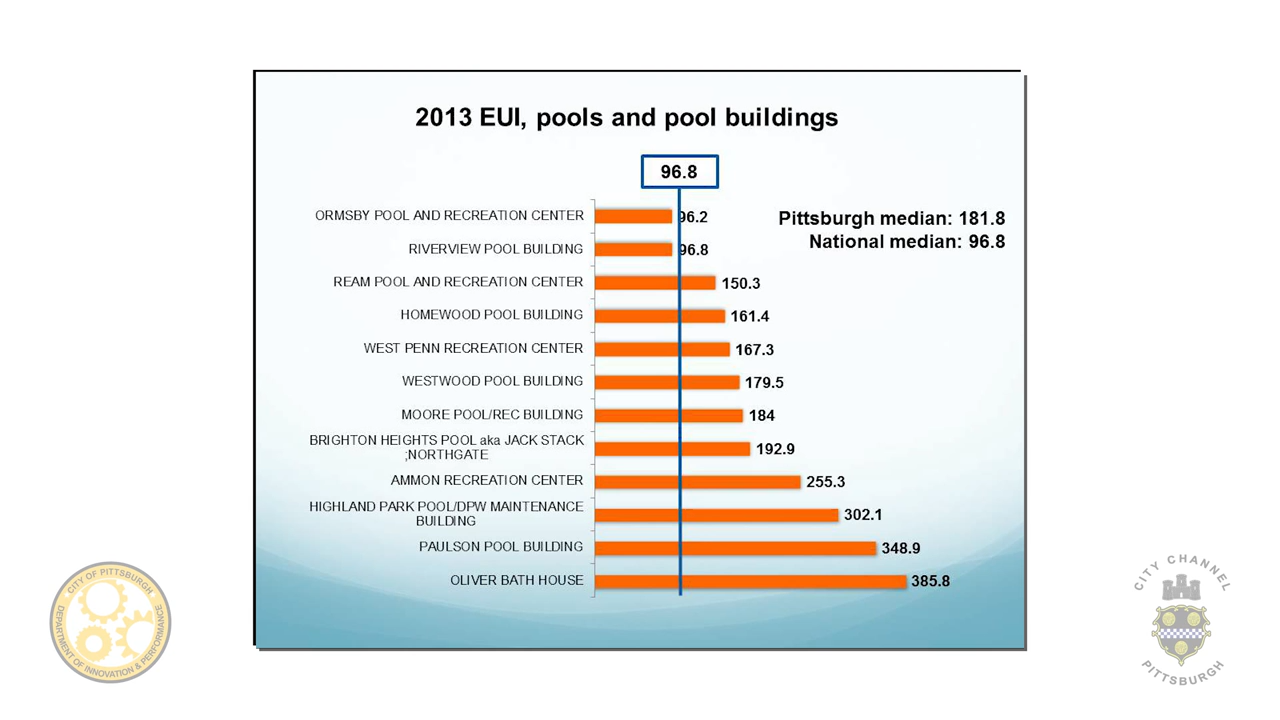 2013 EUI, pools and pool buildings
96.8
Pittsburgh median: 181.8
National median: 96.8
ORMSBY POOL AND RECREATION CENTER 96.2
RIVERVIEW POOL BUILDING 96.8
REAM POOL AND RECREATION CENTER 150.3
HOMEWOOD POOL BUILDING 161.4
WEST PENN RECREATION CENTER 167.3
WESTWOOD POOL BUILDING 179.5
MOORE POOL/REC BUILDING 184
BRIGHTON HEIGHTS POOL aka JACK STACK
;NORTHGATE 192.9
AMMON RECREATION CENTER 255.3
HIGHLAND PARK POOL/DPW MAINTENANCE
BUILDING 302.1
PAULSON POOL BUILDING 348.9
OLIVER BATH HOUSE 385.8
CITY OF PITTSBURGH
DEPARTMENT OF INNOVATION & PERFORMANCE
CITY CHANNEL
PITTSBURGH